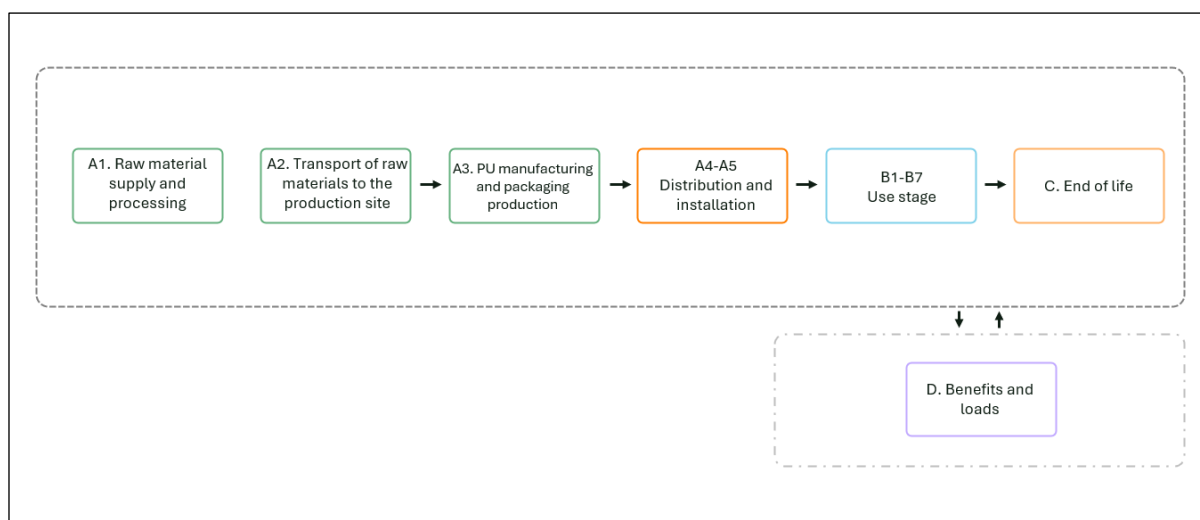 A1. Raw material
supply and
processing
A2. Transport of raw
materials to the
production site
A3. PU manufacturing
and packaging
production
A4-A5
Distribution and
installation
B1-B7
Use stage
C. End of life
D. Benefits and
loads